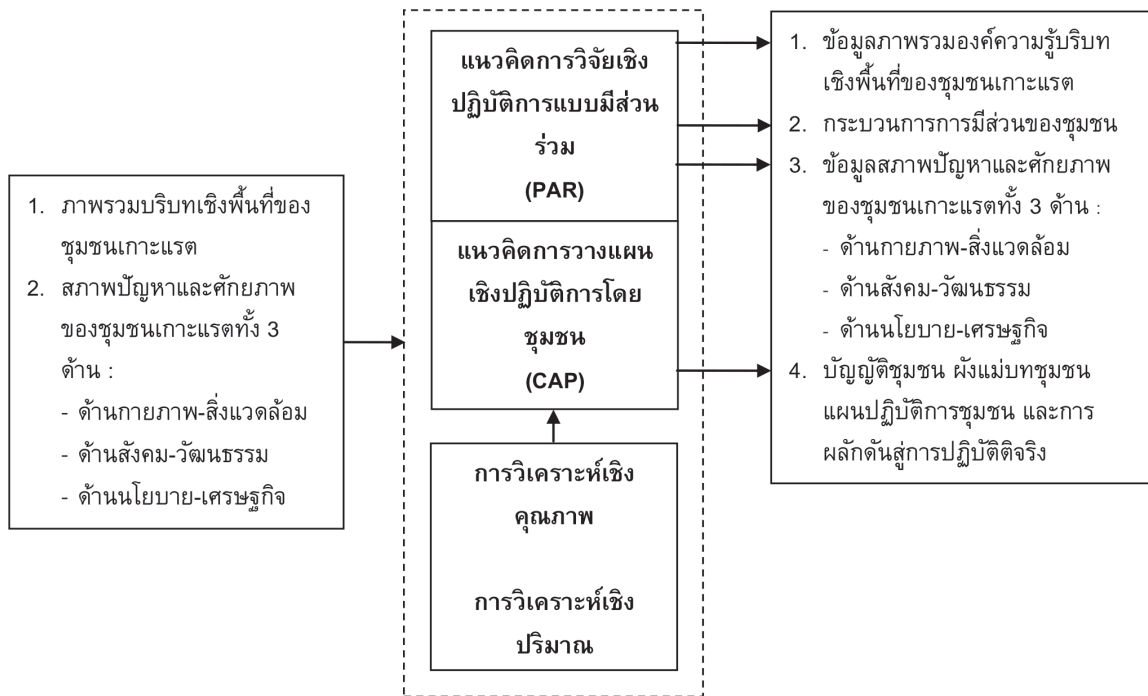 1. ภาพรวมบริบทเชิงพื้นที่ของ
ชุมชนเกาะแรต
2. สภาพปัญหาและศักยภาพ
ของชุมชนเกาะแรตทั้ง 3
ด้าน :
- ด้านกายภาพ-สิ่งแวดล้อม
- ด้านสังคม-วัฒนธรรม
- ด้านนโยบาย-เศรษฐกิจ
แนวคิดการวิจัยเชิง
ปฏิบัติการแบบมีส่วน
ร่วม
(PAR)
แนวคิดการวางแผน
เชิงปฏิบัติการโดย
ชุมชน
(CAP)
การวิเคราะห์เชิง
คุณภาพ
การวิเคราะห์เชิง
ปริมาณ
1. ข้อมูลภาพรวมองค์ความรู้บริบท
เชิงพื้นที่ของชุมชนเกาะแรต
2. กระบวนการการมีส่วนของชุมชน
3. ข้อมูลสภาพปัญหาและศักยภาพ
ของชุมชนเกาะแรตทั้ง 3 ด้าน :
- ด้านกายภาพ-สิ่งแวดล้อม
- ด้านสังคม-วัฒนธรรม
- ด้านนโยบาย-เศรษฐกิจ
4. บัญญัติชุมชน ผังแม่บทชุมชน
แผนปฏิบัติการชุมชน และการ
ผลักดันสู่การปฏิบัติติจริง